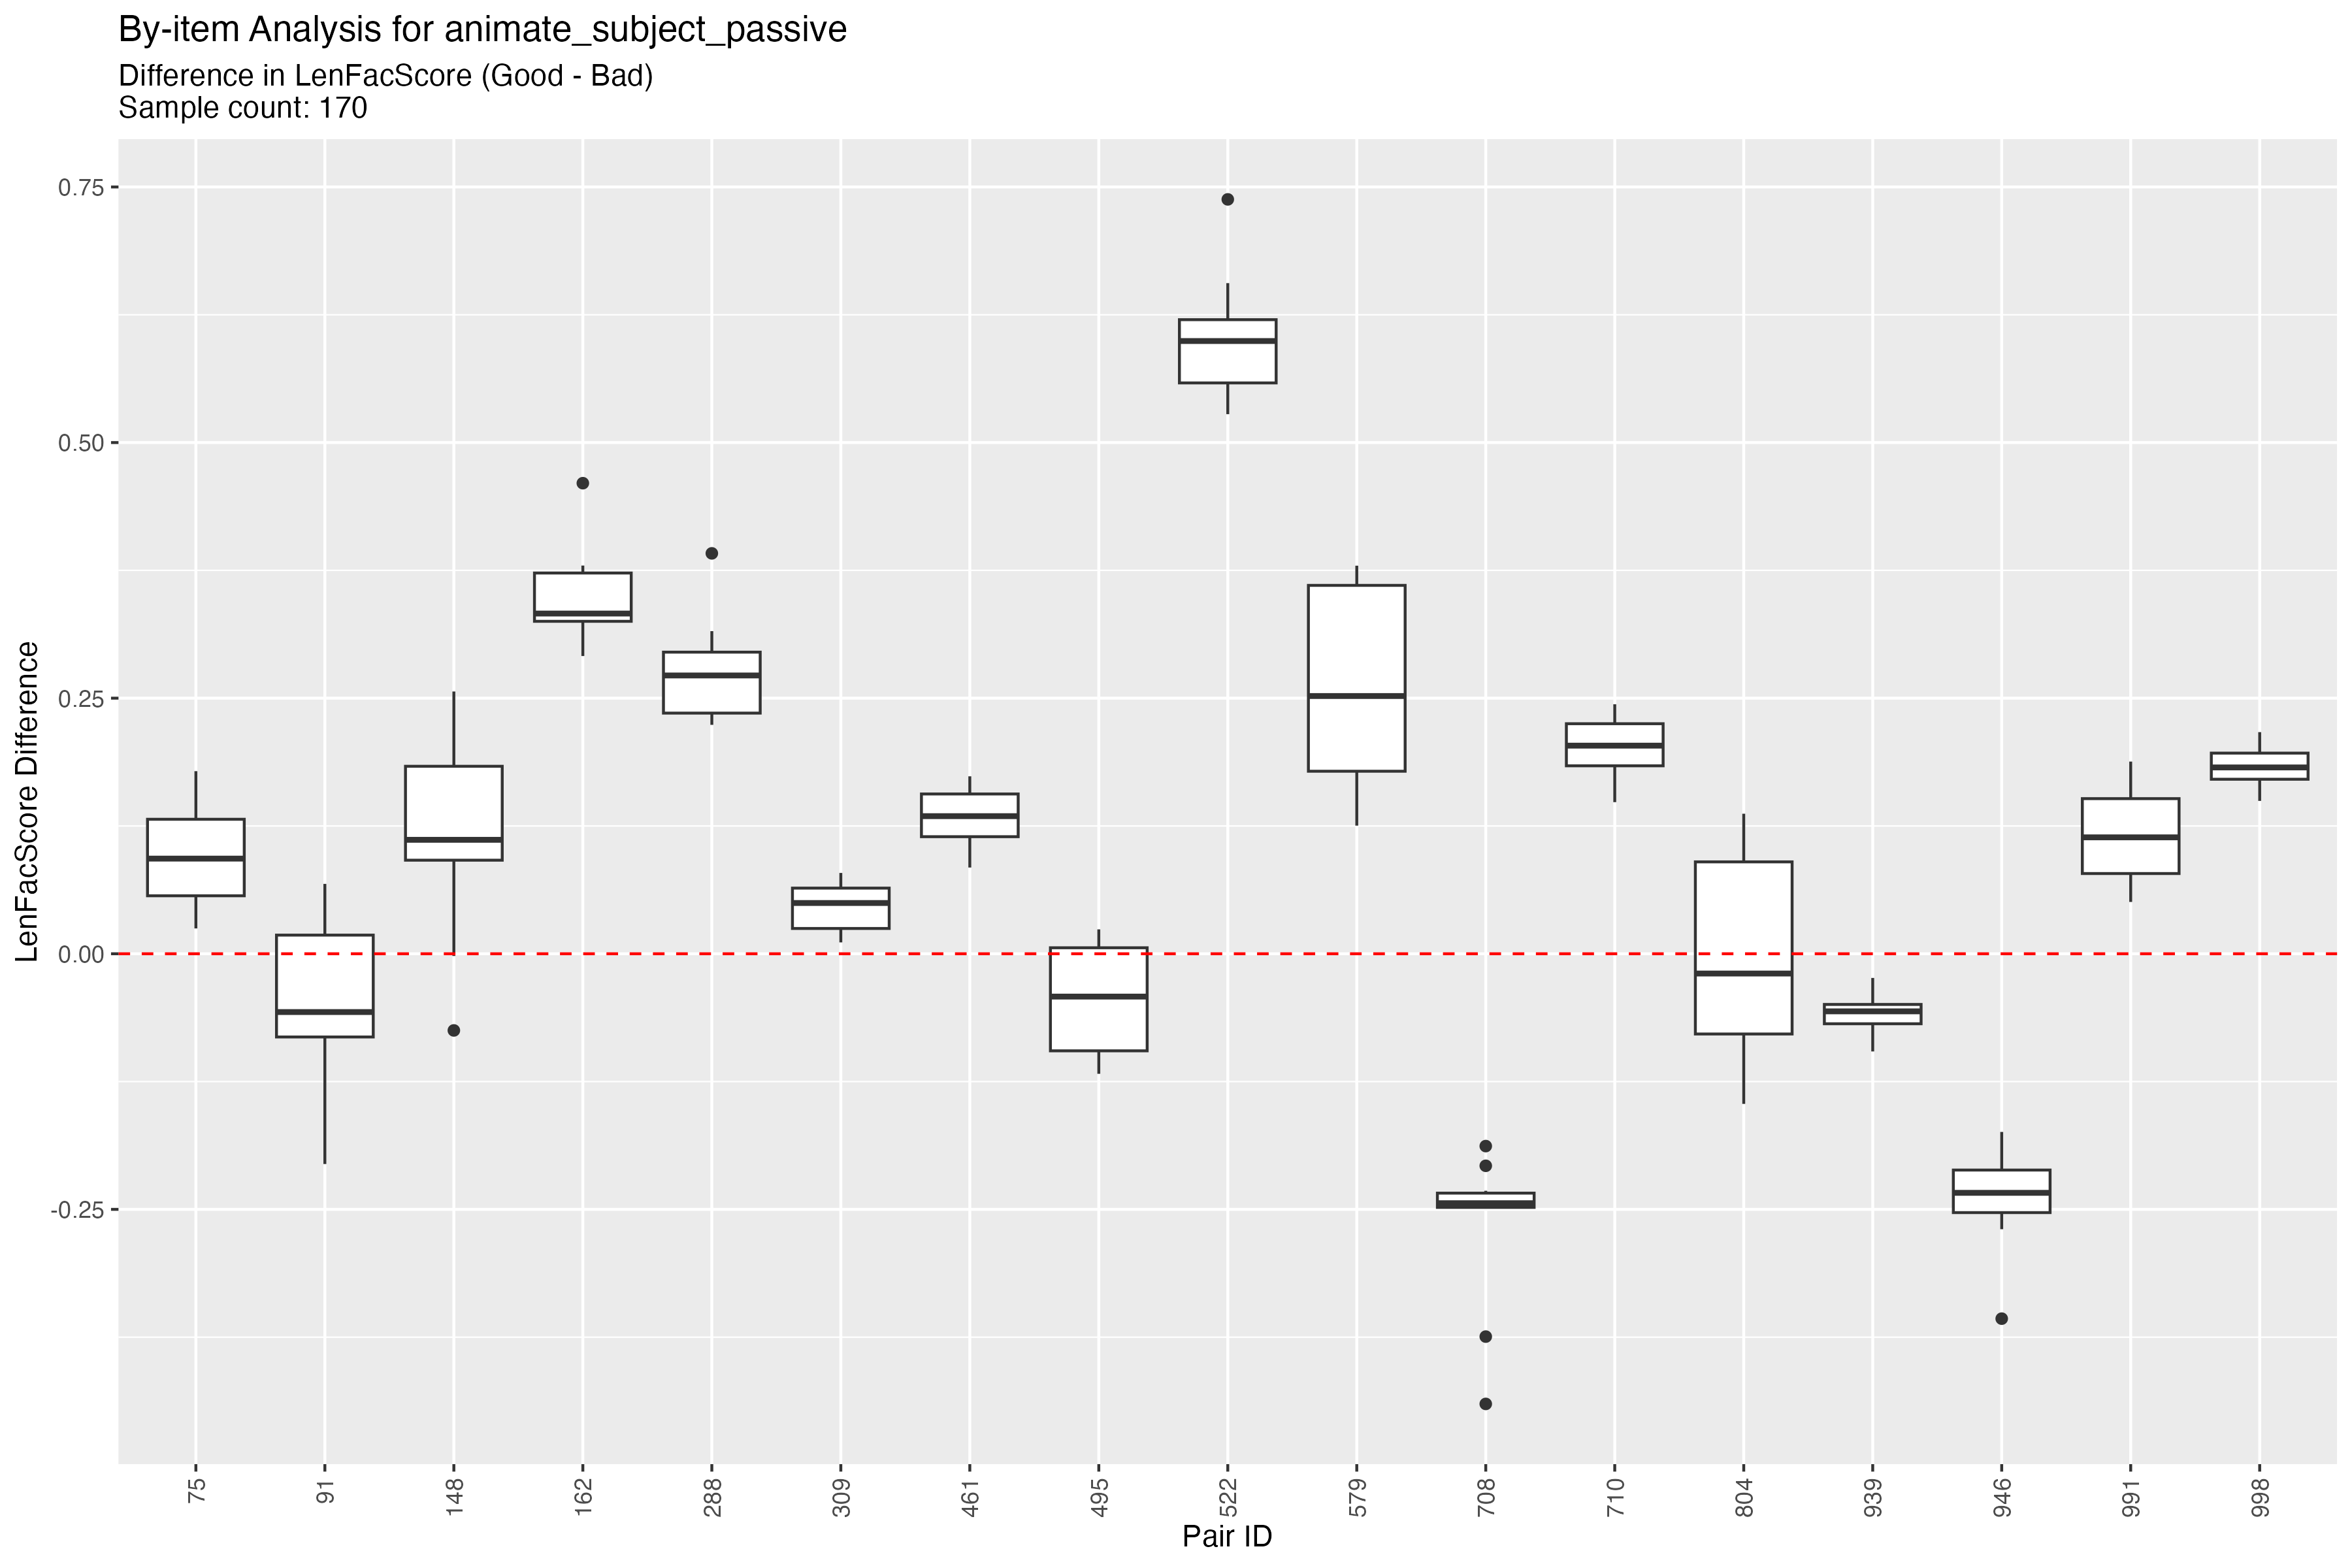 By-item Analysis for animate_subject_passive
Difference in LenFacScore (Good - Bad)
Sample count: 170
LenFacScore Difference
0.75
0.50
0.25
0.00
-0.25
75 91 148 162 288 309 461 495 522 579 708 710 804 939 946 991 998
Pair ID